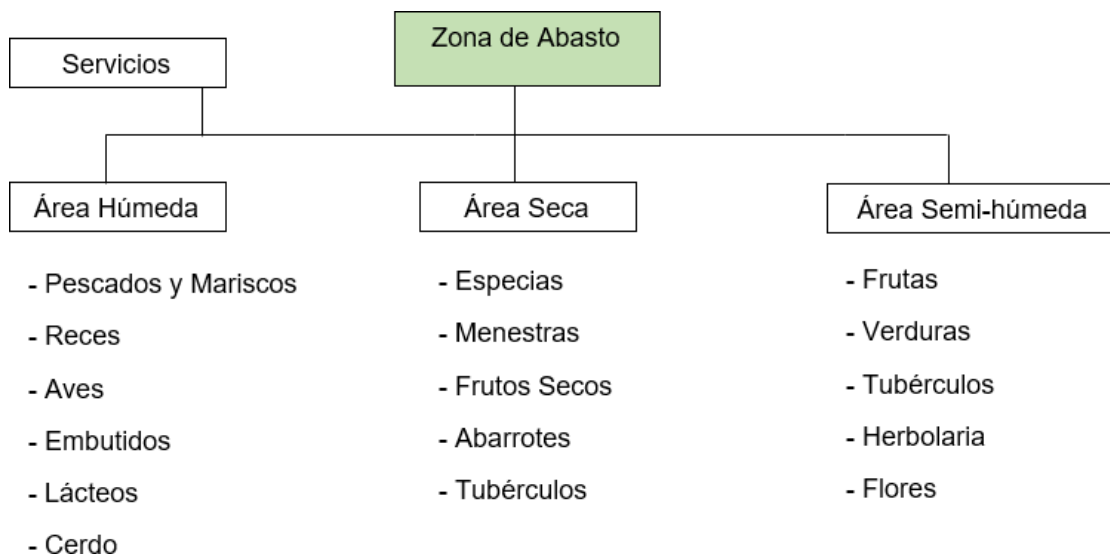 Zona de Abasto
Servicios
Área Húmeda
- Pescados y Mariscos
- Reces
- Aves
- Embutidos
- Lácteos
- Cerdo
Área Seca
- Especias
- Menestras
- Frutos Secos
- Abarrotes
- Tubérculos
Área Semi-húmeda
- Frutas
- Verduras
- Tubérculos
- Herbolaria
- Flores